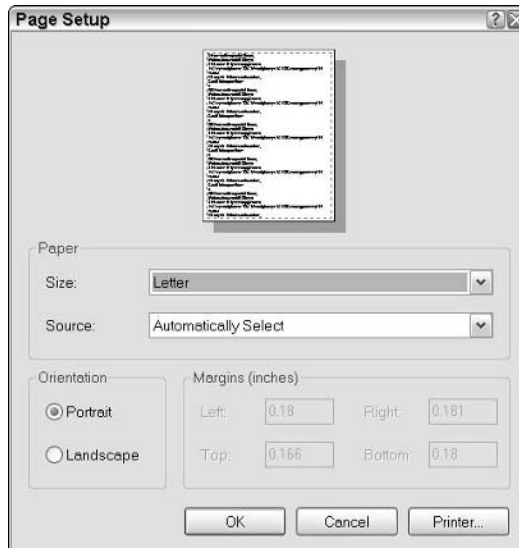 Page Setup
Paper
Size: Letter
Source: Automatically Select
Orientation
Portrait
Landscape
Margins (inches)
Left: 0.18 Right: 0.181
Top: 0.166 Bottom: 0.18
OK Cancel Printer...